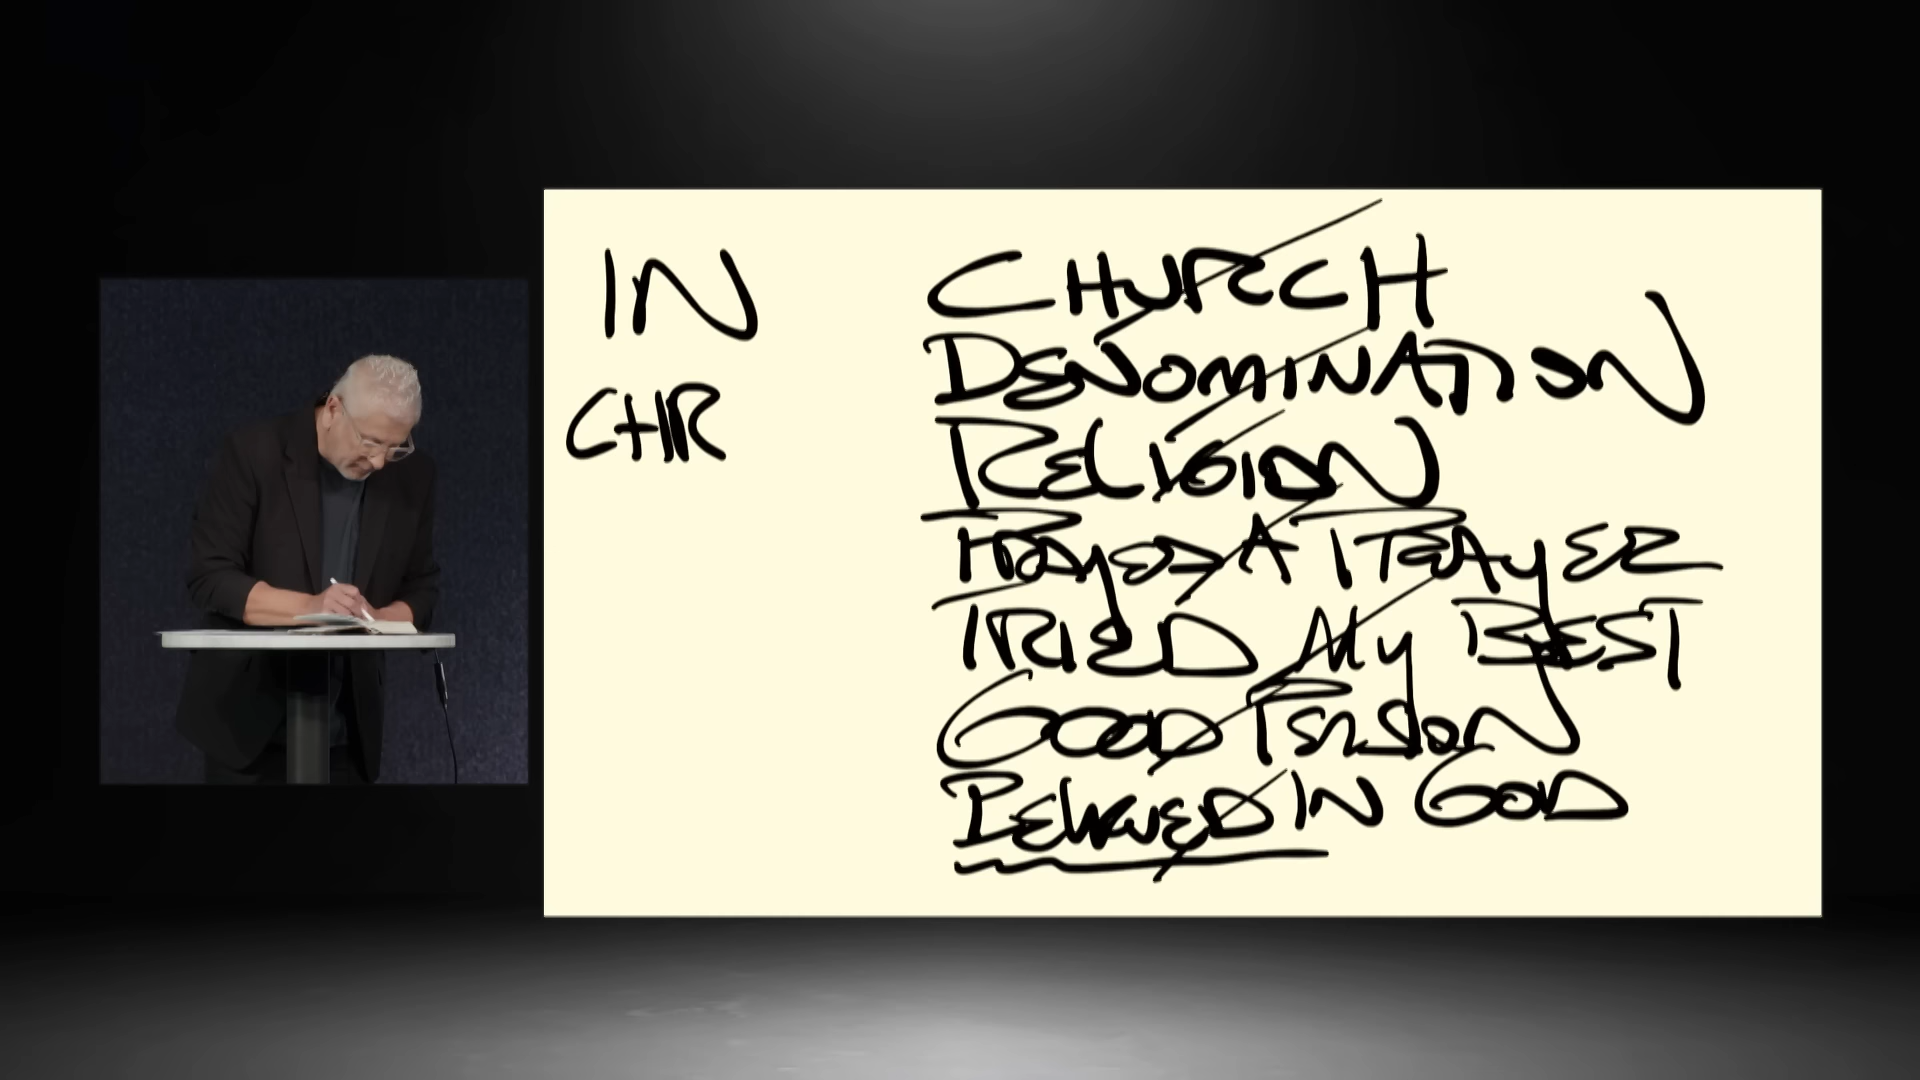 IN
CHR
CHURCH
DENOMINATION
RELIGION
PRAYED A PRAYER
TRIED MY BEST
GOOD PERSON
BELIEVED IN GOD